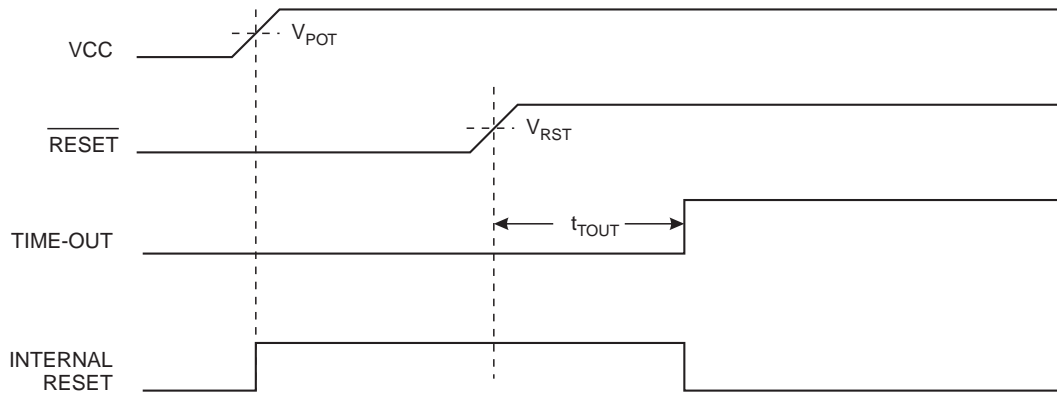 VCC
V_POT
RESET
V_RST
TIME-OUT
t_TOUT
INTERNAL
RESET